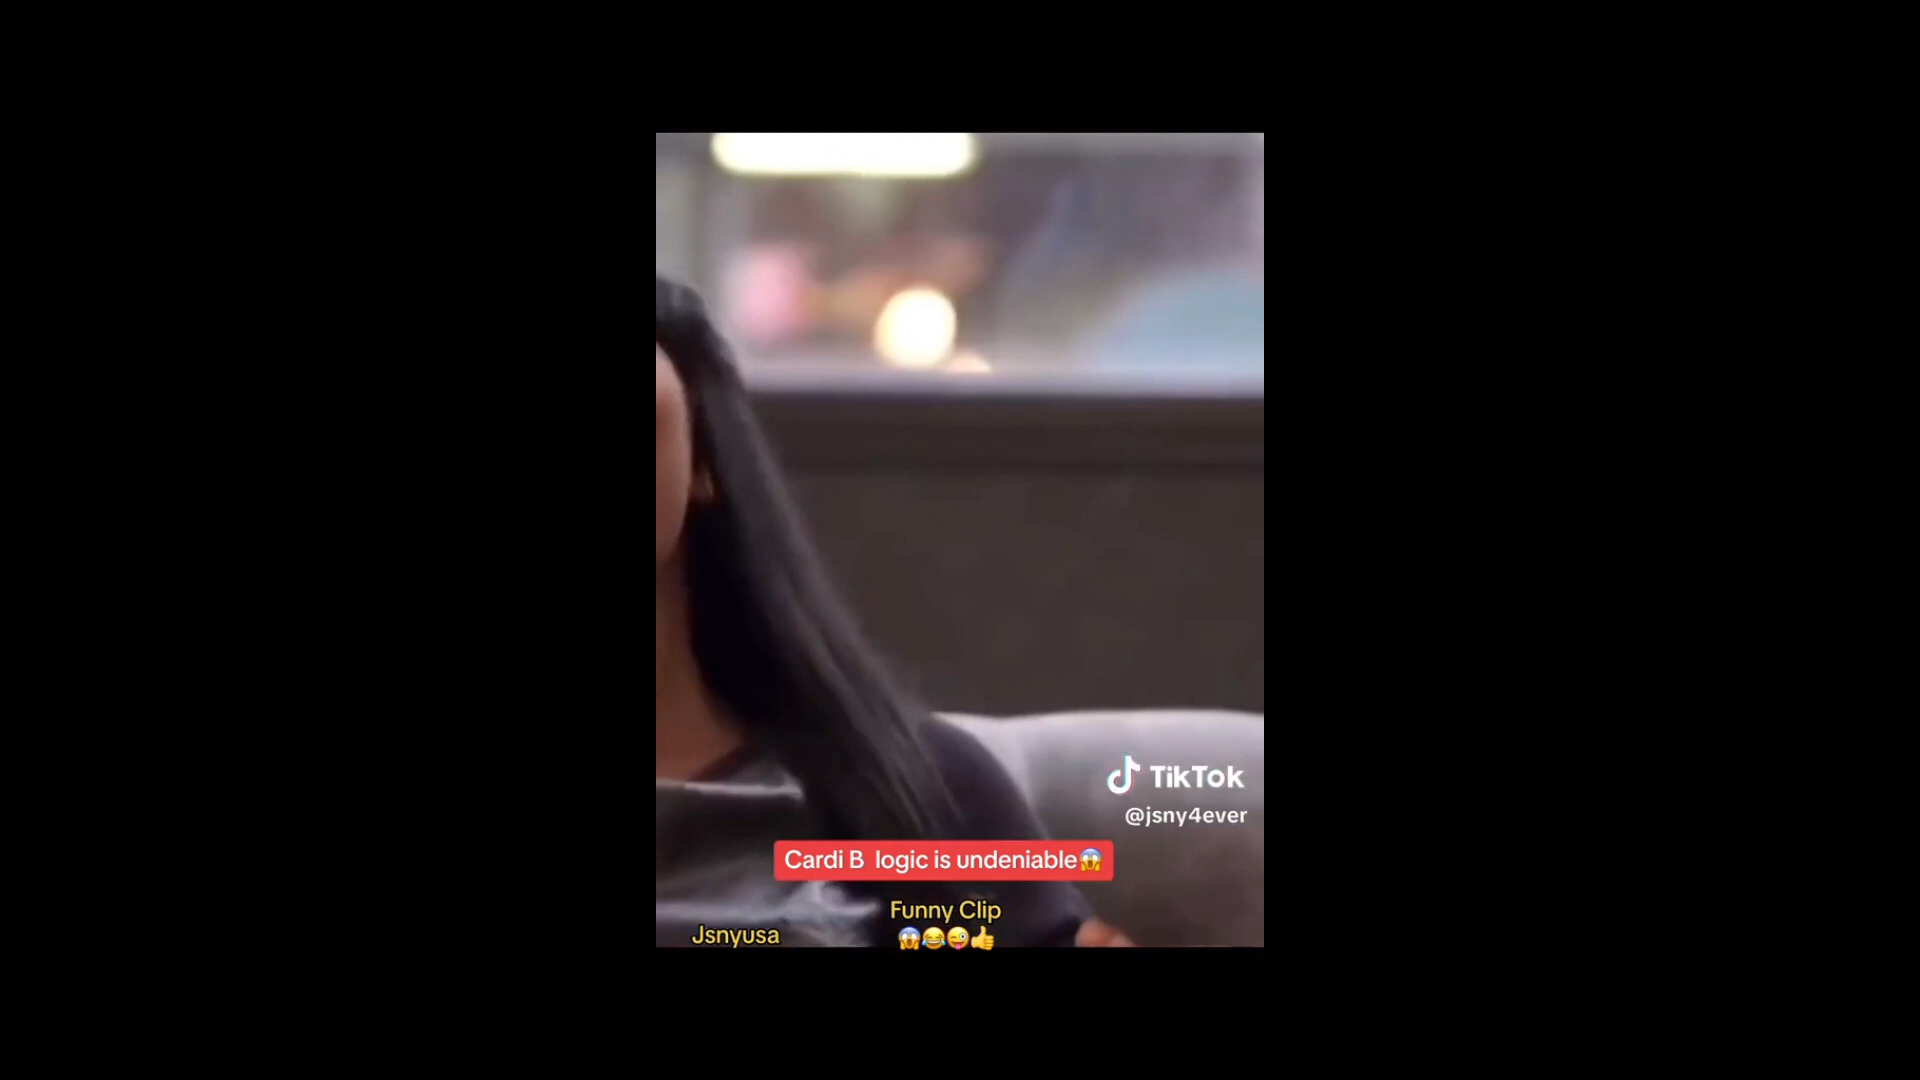 TikTok
@jsny4ever
Cardi B logic is undeniable😱
Funny Clip
😱😂😜👍
Jsnyusa